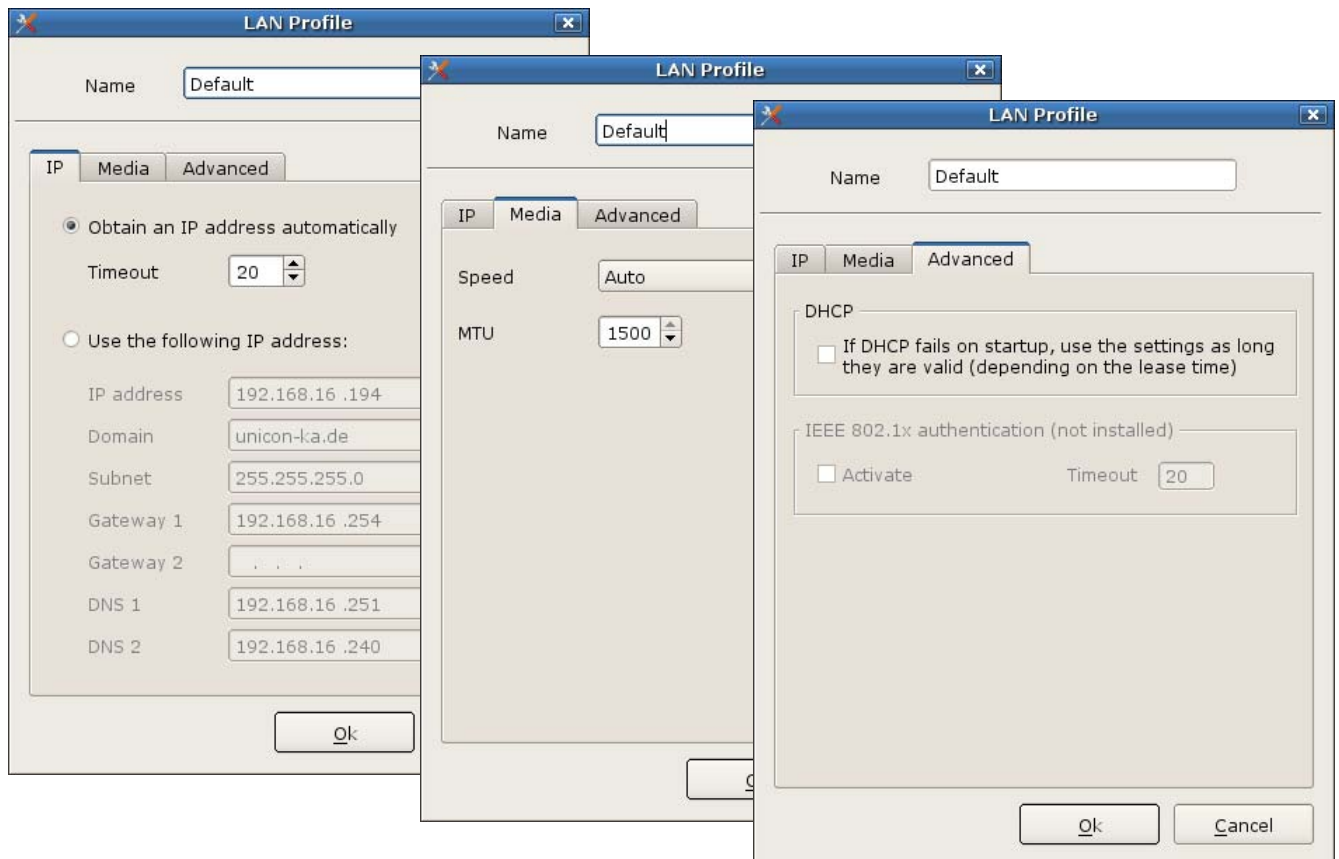 LAN Profile
Name Default
IP Media Advanced
Obtain an IP address automatically
Timeout 20
Use the following IP address:
IP address 192.168.16 .194
Domain unicon-ka.de
Subnet 255.255.255.0
Gateway 1 192.168.16 .254
Gateway 2 . . .
DNS 1 192.168.16 .251
DNS 2 192.168.16 .240
Ok
LAN Profile
Name Default
IP Media Advanced
Speed Auto
MTU 1500
LAN Profile
Name Default
IP Media Advanced
DHCP
If DHCP fails on startup, use the settings as long
they are valid (depending on the lease time)
IEEE 802.1x authentication (not installed)
Activate Timeout 20
Ok Cancel